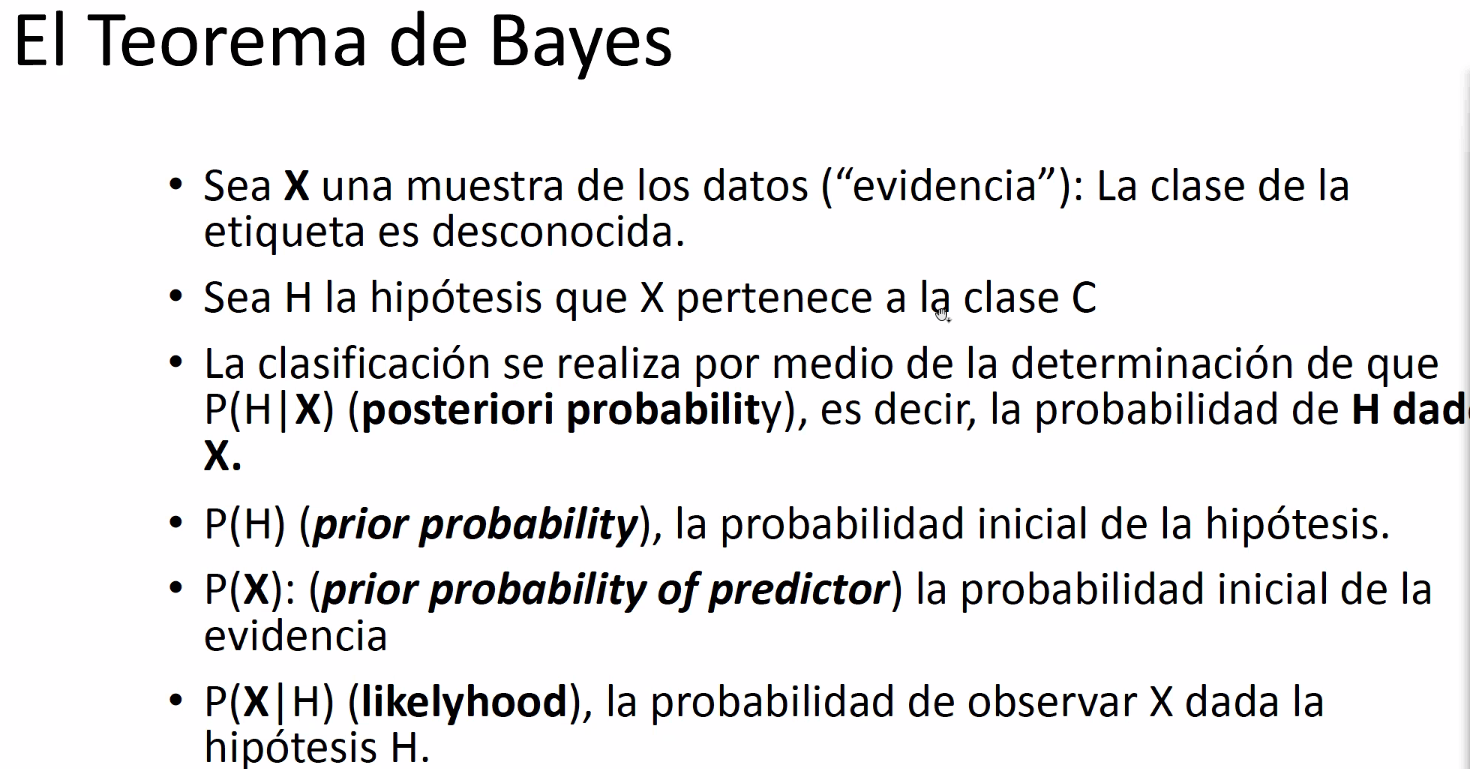 El Teorema de Bayes
• Sea X una muestra de los datos (“evidencia”): La clase de la
etiqueta es desconocida.
• Sea H la hipótesis que X pertenece a la clase C
• La clasificación se realiza por medio de la determinación de que
P(H|X) (posteriori probability), es decir, la probabilidad de H dad
X.
• P(H) (prior probability), la probabilidad inicial de la hipótesis.
• P(X): (prior probability of predictor) la probabilidad inicial de la
evidencia
• P(X|H) (likelyhood), la probabilidad de observar X dada la
hipótesis H.